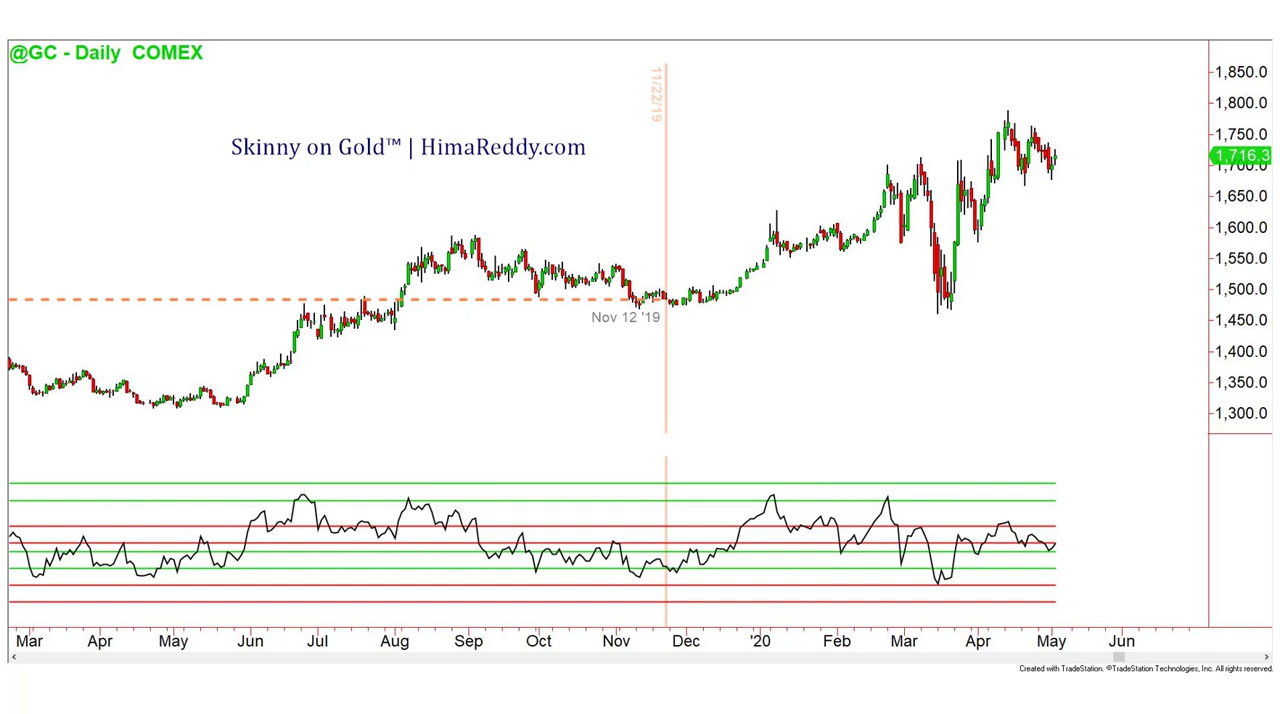 @GC - Daily  COMEX
11/22/19
Skinny on Gold™ | HimaReddy.com
1,850.0
1,800.0
1,750.0
1,716.3
1,700.0
1,650.0
1,600.0
1,550.0
1,500.0
1,450.0
1,400.0
1,350.0
1,300.0
Nov 12 '19
Mar Apr May Jun Jul Aug Sep Oct Nov Dec '20 Feb Mar Apr May Jun
Created with TradeStation. ©TradeStation Technologies, Inc. All rights reserved.